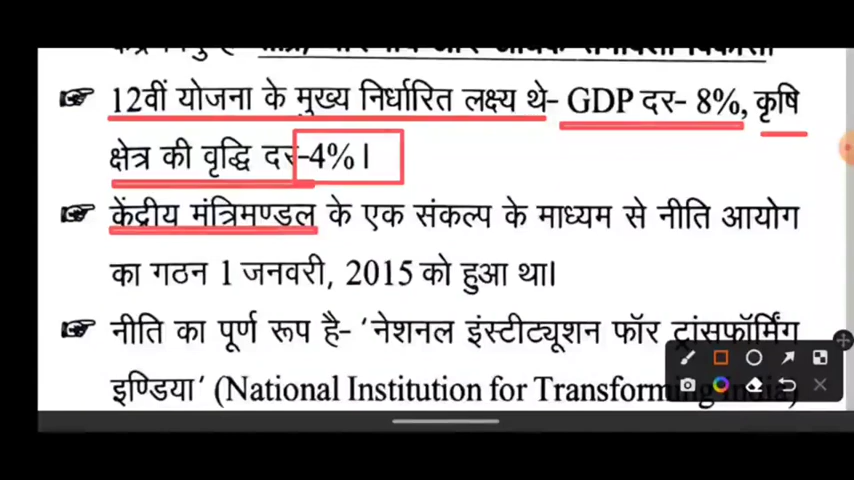 ☞ 12वीं योजना के मुख्य निर्धारित लक्ष्य थे- GDP दर- 8%, कृषि
क्षेत्र की वृद्धि दर-4%।
☞ केंद्रीय मंत्रिमण्डल के एक संकल्प के माध्यम से नीति आयोग
का गठन 1 जनवरी, 2015 को हुआ था।
☞ नीति का पूर्ण रूप है- 'नेशनल इंस्टीट्यूशन फॉर ट्रांसफॉर्मिंग
इण्डिया' (National Institution for Transforming India)